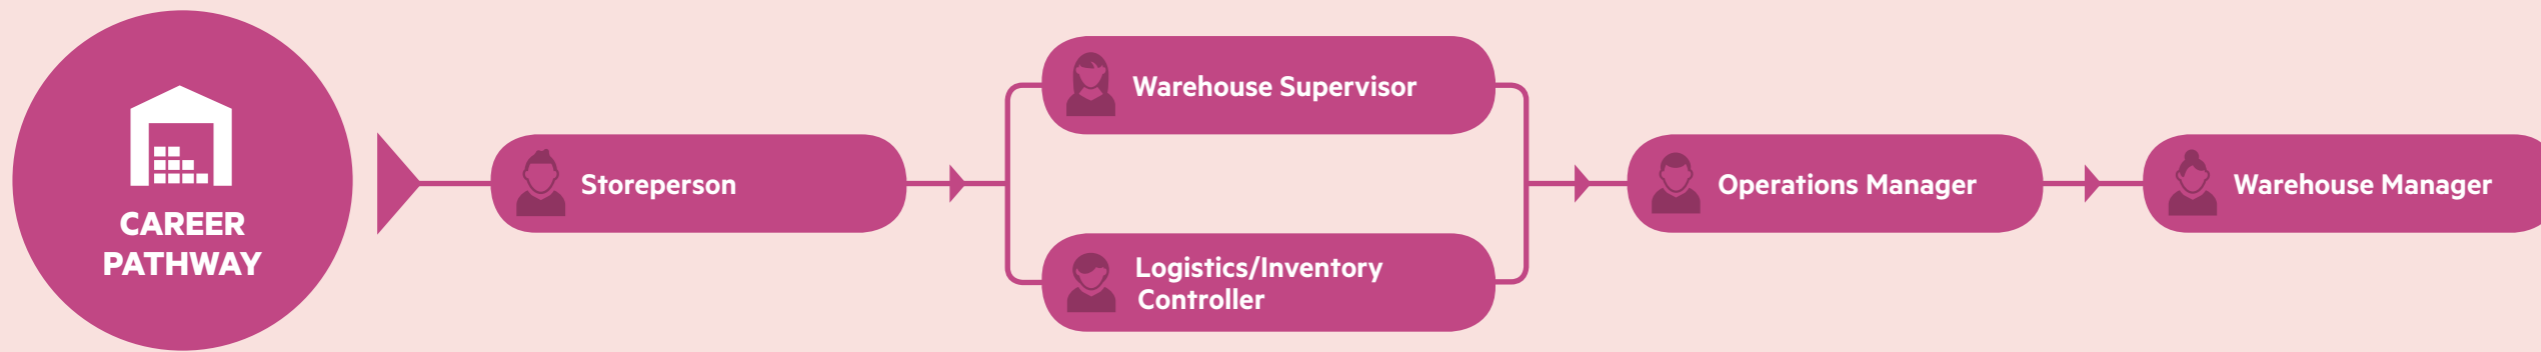 CAREER
PATHWAY
Storeperson
Warehouse Supervisor
Logistics/Inventory
Controller
Operations Manager
Warehouse Manager